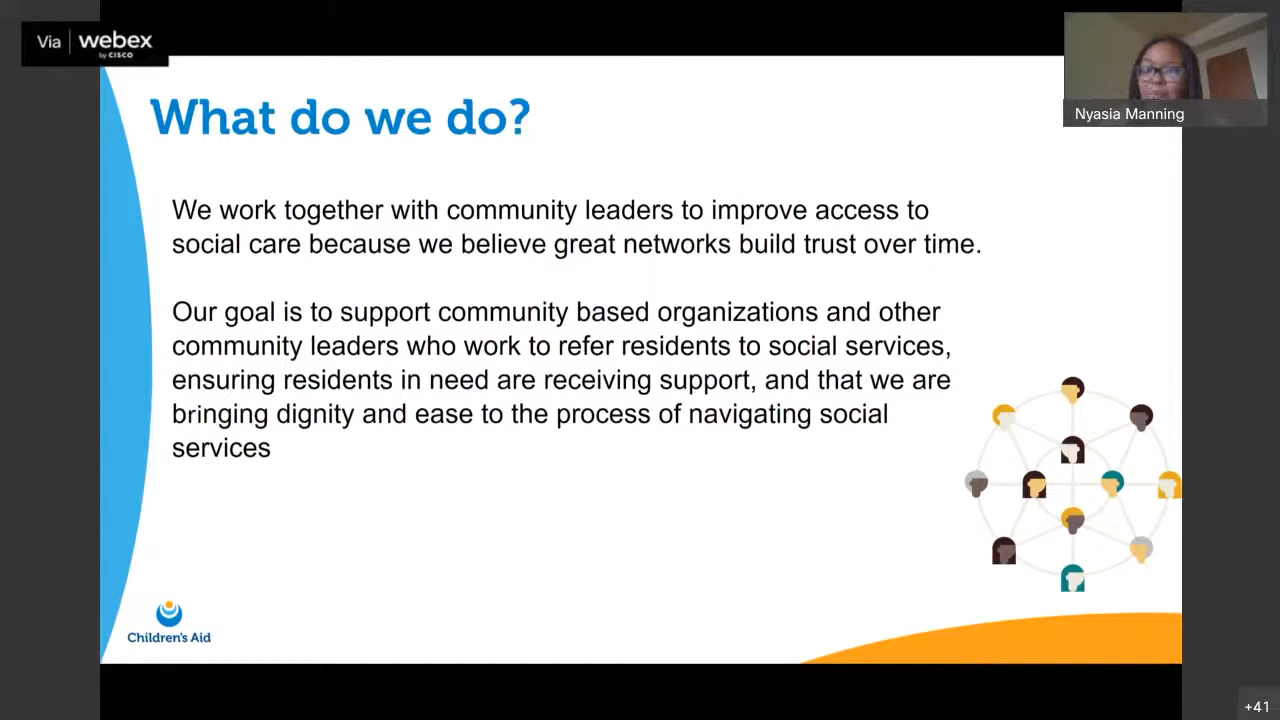 Via webex
by CISCO
Nyasia Manning
What do we do?
We work together with community leaders to improve access to
social care because we believe great networks build trust over time.
Our goal is to support community based organizations and other
community leaders who work to refer residents to social services,
ensuring residents in need are receiving support, and that we are
bringing dignity and ease to the process of navigating social
services
Children's Aid
+41